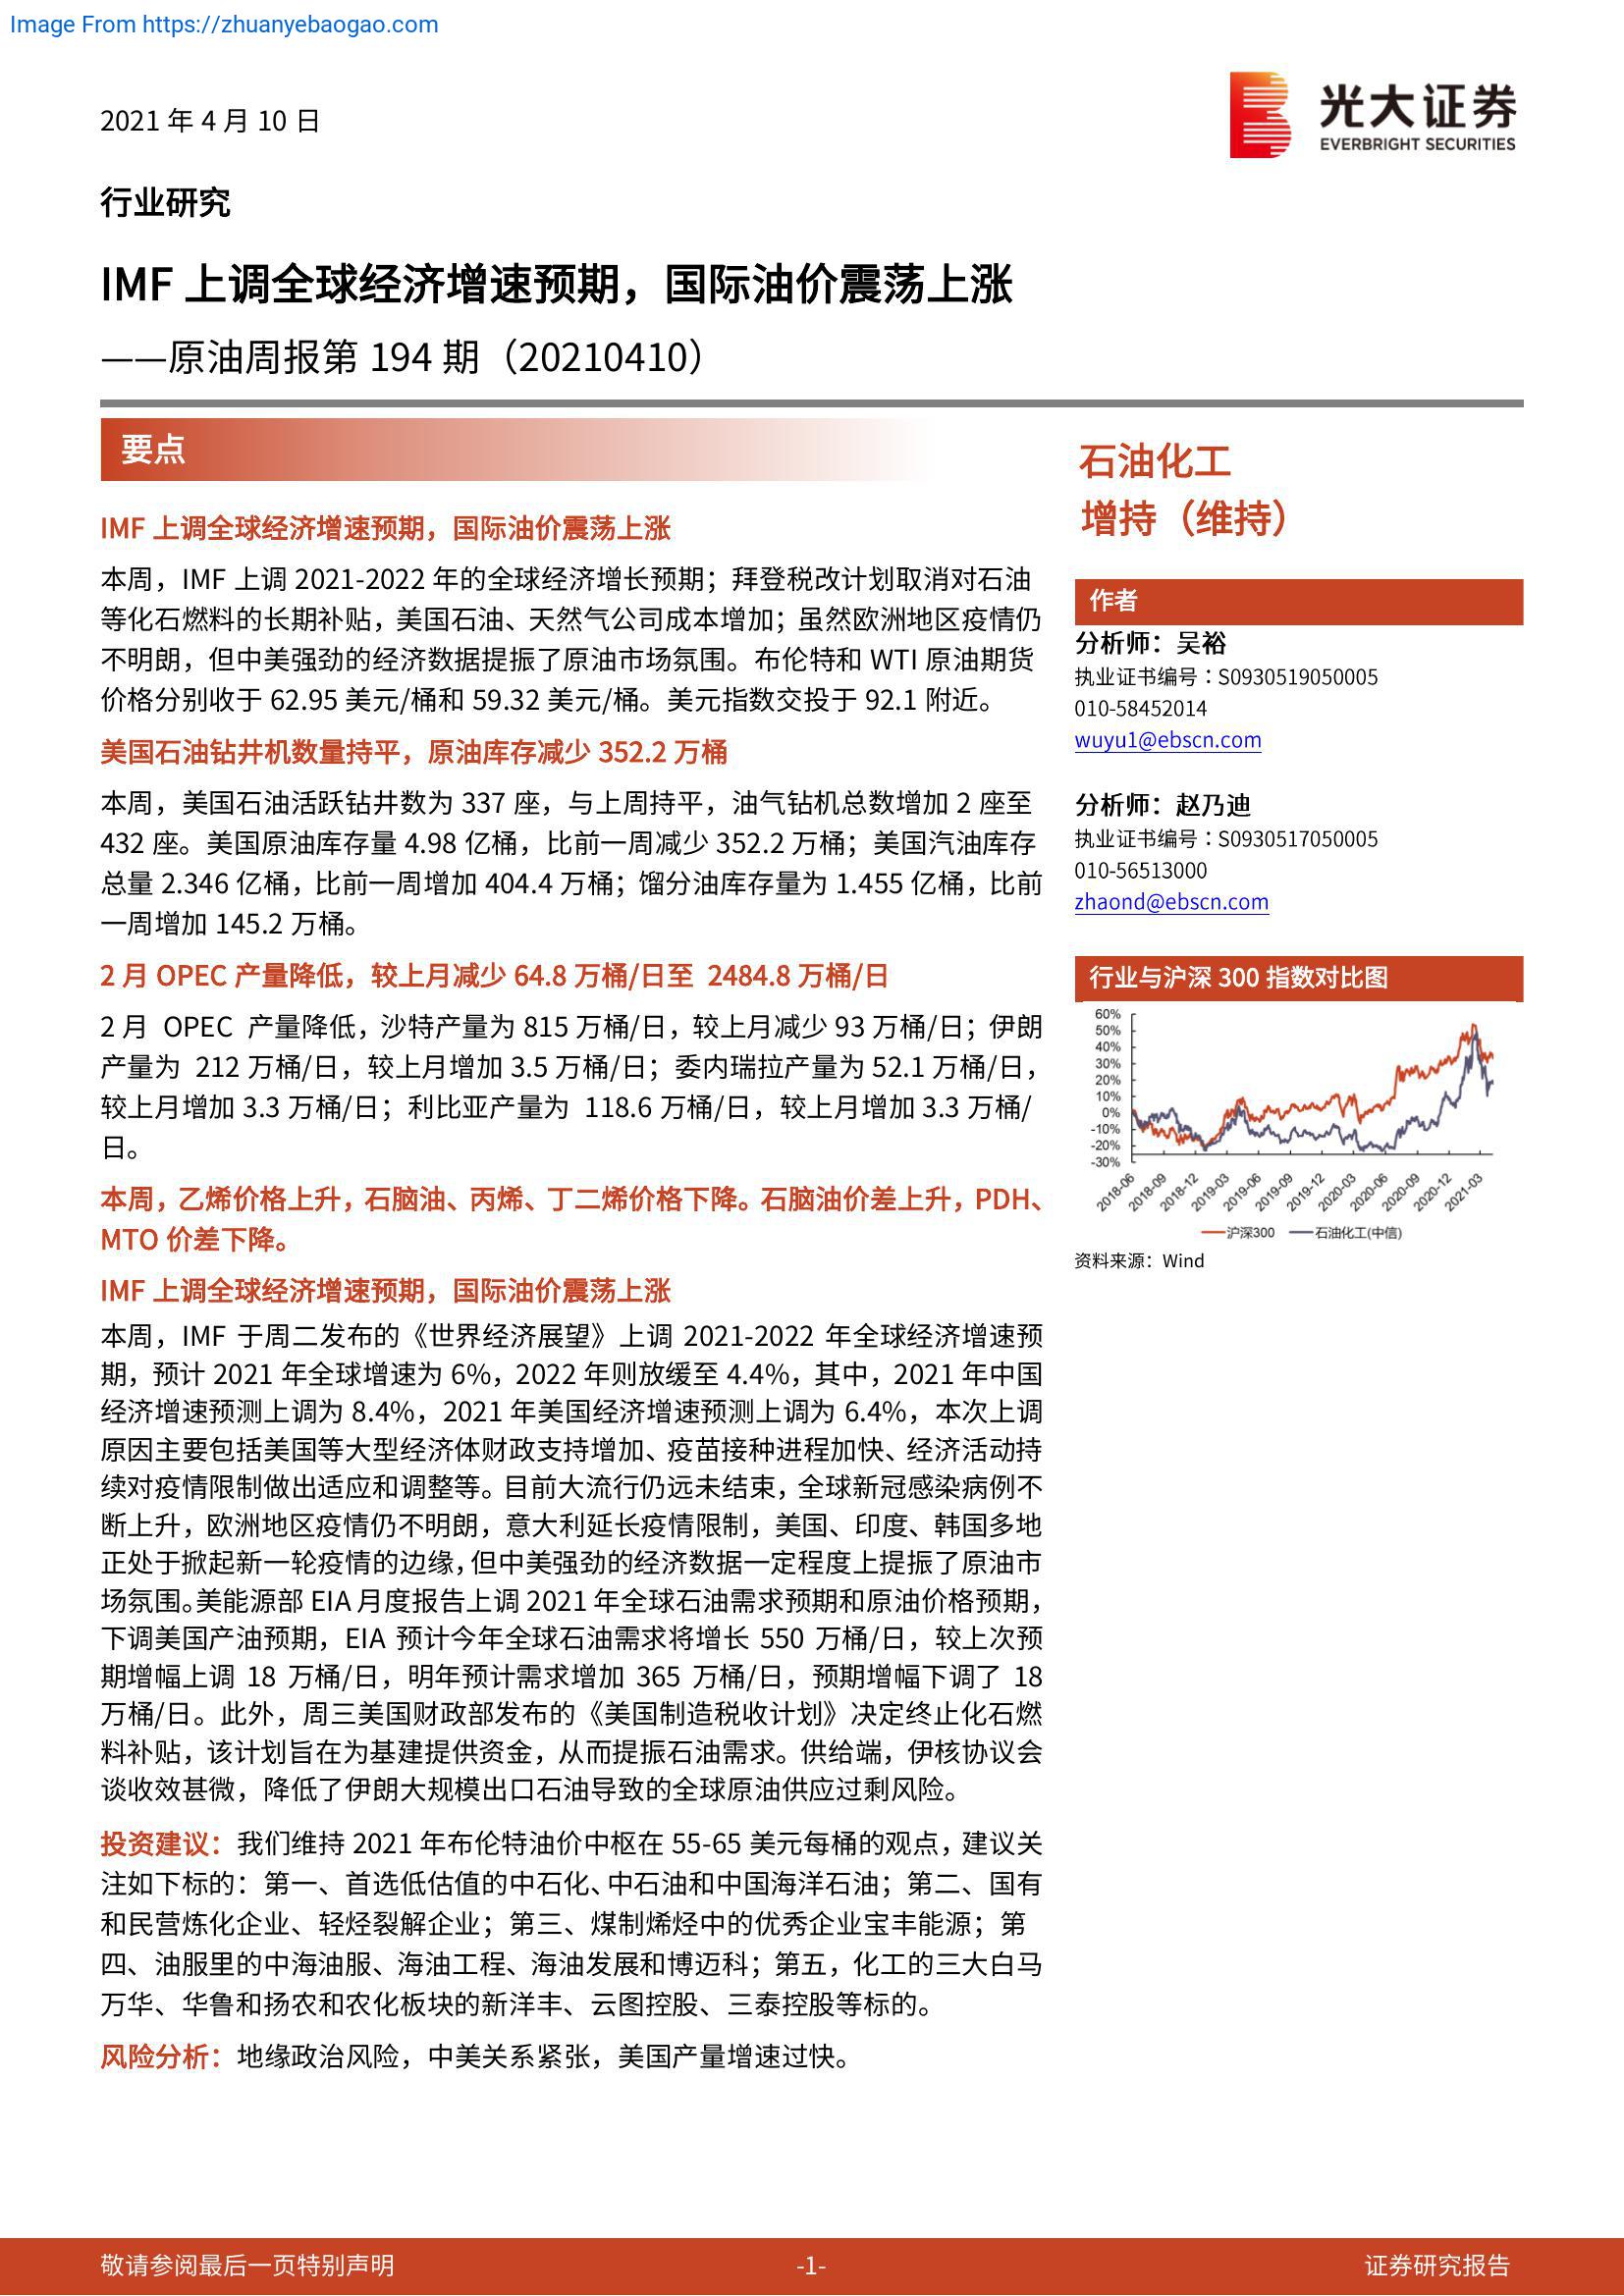 Image From https://zhuanyebaogao.com
2021 年 4 月 10 日
光大证券
EVERBRIGHT SECURITIES
行业研究
IMF 上调全球经济增速预期，国际油价震荡上涨
——原油周报第 194 期（20210410）
要点
IMF 上调全球经济增速预期，国际油价震荡上涨
本周，IMF 上调 2021-2022 年的全球经济增长预期；拜登税改计划取消对石油
等化石燃料的长期补贴，美国石油、天然气公司成本增加；虽然欧洲地区疫情仍
不明朗，但中美强劲的经济数据提振了原油市场氛围。布伦特和 WTI 原油期货
价格分别收于 62.95 美元/桶和 59.32 美元/桶。美元指数交投于 92.1 附近。
美国石油钻井机数量持平，原油库存减少 352.2 万桶
本周，美国石油活跃钻井数为 337 座，与上周持平，油气钻机总数增加 2 座至
432 座。美国原油库存量 4.98 亿桶，比前一周减少 352.2 万桶；美国汽油库存
总量 2.346 亿桶，比前一周增加 404.4 万桶；馏分油库存量为 1.455 亿桶，比前
一周增加 145.2 万桶。
2 月 OPEC 产量降低，较上月减少 64.8 万桶/日至 2484.8 万桶/日
2 月 OPEC 产量降低，沙特产量为 815 万桶/日，较上月减少 93 万桶/日；伊朗
产量为 212 万桶/日，较上月增加 3.5 万桶/日；委内瑞拉产量为 52.1 万桶/日，
较上月增加 3.3 万桶/日；利比亚产量为 118.6 万桶/日，较上月增加 3.3 万桶/
日。
本周，乙烯价格上升，石脑油、丙烯、丁二烯价格下降。石脑油价差上升，PDH、
MTO 价差下降。
IMF 上调全球经济增速预期，国际油价震荡上涨
本周，IMF 于周二发布的《世界经济展望》上调 2021-2022 年全球经济增速预
期，预计 2021 年全球增速为 6%，2022 年则放缓至 4.4%，其中，2021 年中国
经济增速预测上调为 8.4%，2021 年美国经济增速预测上调为 6.4%，本次上调
原因主要包括美国等大型经济体财政支持增加、疫苗接种进程加快、经济活动持
续对疫情限制做出适应和调整等。目前大流行仍远未结束，全球新冠感染病例不
断上升，欧洲地区疫情仍不明朗，意大利延长疫情限制，美国、印度、韩国多地
正处于掀起新一轮疫情的边缘，但中美强劲的经济数据一定程度上提振了原油市
场氛围。美能源部 EIA 月度报告上调 2021 年全球石油需求预期和原油价格预期，
下调美国产油预期，EIA 预计今年全球石油需求将增长 550 万桶/日，较上次预
期增幅上调 18 万桶/日，明年预计需求增加 365 万桶/日，预期增幅下调了 18
万桶/日。此外，周三美国财政部发布的《美国制造税收计划》决定终止化石燃
料补贴，该计划旨在为基建提供资金，从而提振石油需求。供给端，伊核协议会
谈收效甚微，降低了伊朗大规模出口石油导致的全球原油供应过剩风险。
投资建议：我们维持 2021 年布伦特油价中枢在 55-65 美元每桶的观点，建议关
注如下标的：第一、首选低估值的中石化、中石油和中国海洋石油；第二、国有
和民营炼化企业、轻烃裂解企业；第三、煤制烯烃中的优秀企业宝丰能源；第
四、油服里的中海油服、海油工程、海油发展和博迈科；第五，化工的三大白马
万华、华鲁和扬农和农化板块的新洋丰、云图控股、三泰控股等标的。
风险分析：地缘政治风险，中美关系紧张，美国产量增速过快。
石油化工
增持（维持）
作者
分析师：吴裕
执业证书编号：S0930519050005
010-58452014
wuyu1@ebscn.com
分析师：赵乃迪
执业证书编号：S0930517050005
010-56513000
zhaond@ebscn.com
行业与沪深 300 指数对比图
60%
50%
40%
30%
20%
10%
0%
-10%
-20%
-30%
2018-06 2018-09 2018-12 2019-03 2019-06 2019-09 2019-12 2020-03 2020-06 2020-09 2020-12 2021-03
沪深300 石油化工(中信)
资料来源：Wind
敬请参阅最后一页特别声明 -1- 证券研究报告